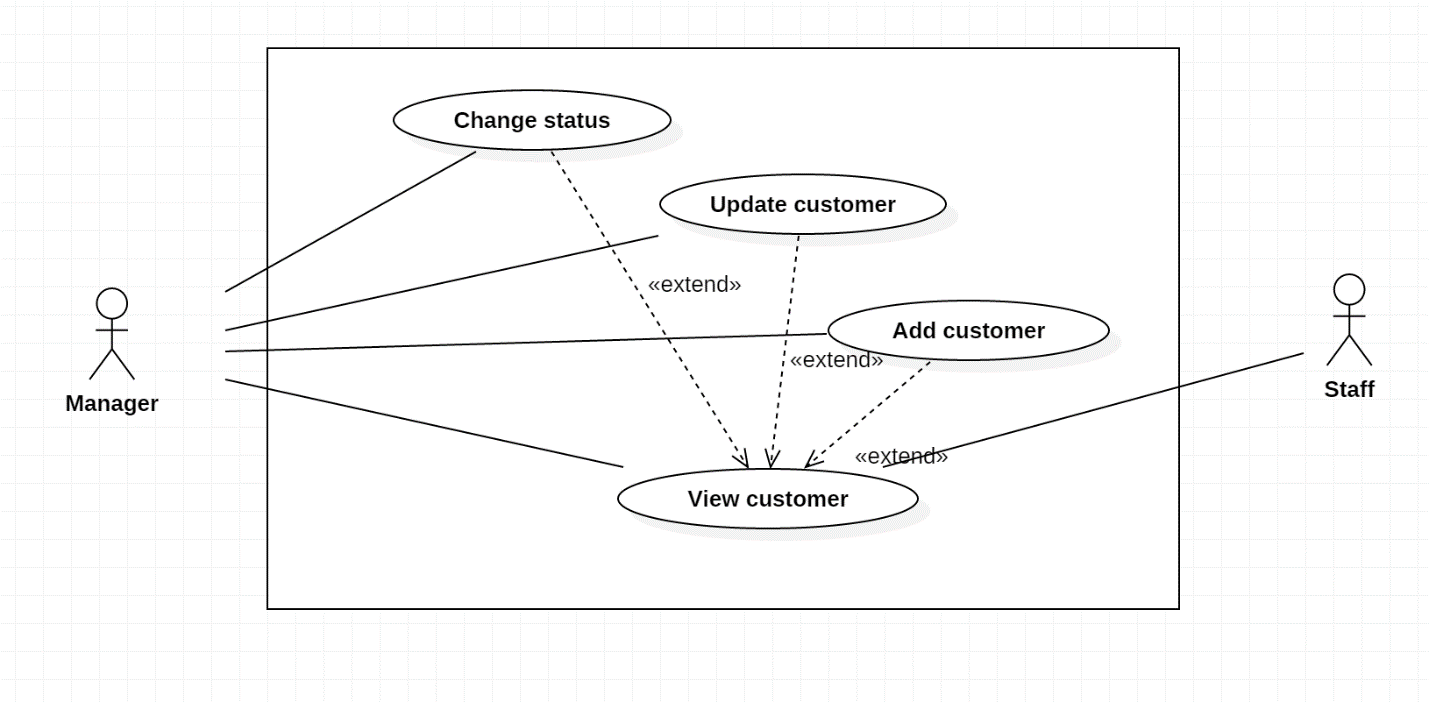 Change status
Update customer
«extend»
Add customer
«extend»
Manager
Staff
«extend»
View customer